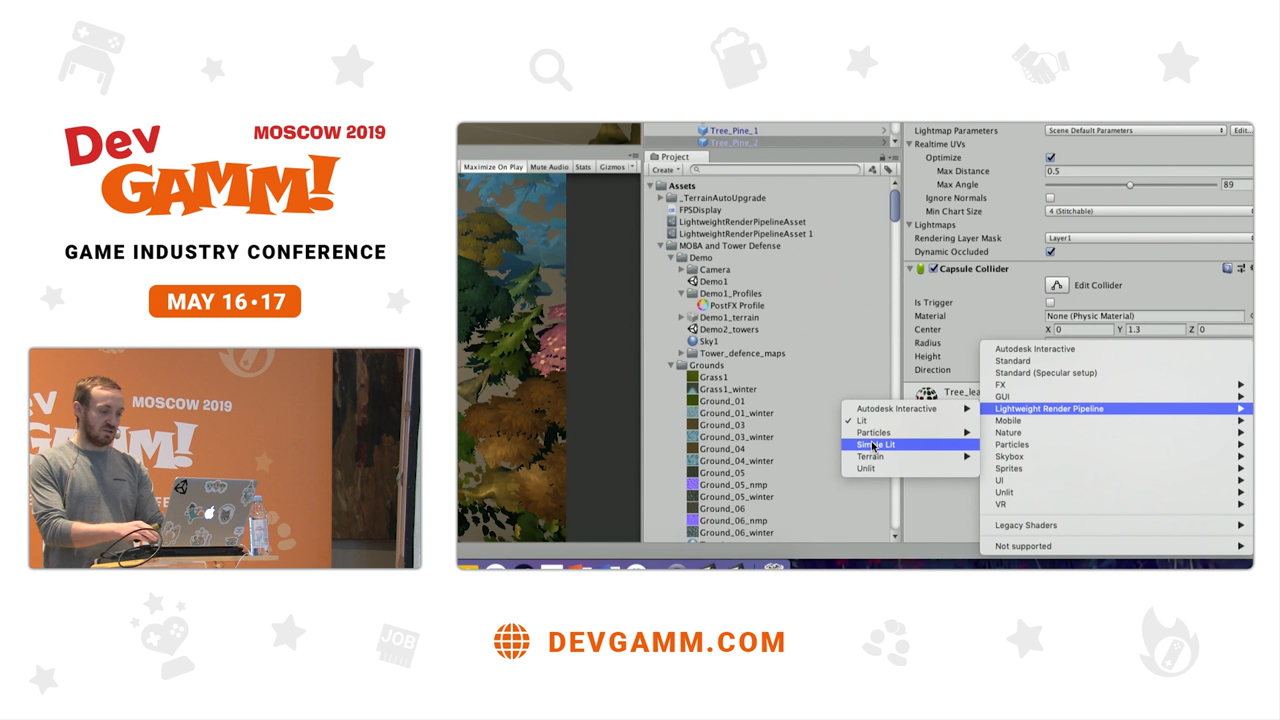 Dev
GAMM!
MOSCOW 2019
GAME INDUSTRY CONFERENCE
MAY 16•17
MOSCOW 2019
JOB
DEVGAMM.COM
Maximize On Play
Mute Audio
Stats
Gizmos
Tree_Pine_1
Tree_Pine_2
Project
Create
Assets
_TerrainAutoUpgrade
FPSDisplay
LightweightRenderPipelineAsset
LightweightRenderPipelineAsset 1
MOBA and Tower Defense
Demo
Camera
Demo1
Demo1_Profiles
PostFX Profile
Demo1_terrain
Demo2_towers
Sky1
Tower_defence_maps
Grounds
Grass1
Grass1_winter
Ground_01
Ground_01_winter
Ground_03
Ground_03_winter
Ground_04
Ground_04_winter
Ground_05
Ground_05_nmp
Ground_05_winter
Ground_06
Ground_06_nmp
Ground_06_winter
Lightmap Parameters
Scene Default Parameters
Edit...
Realtime UVs
Optimize
Max Distance
0.5
Max Angle
89
Ignore Normals
Min Chart Size
4 (Stitchable)
Lightmaps
Rendering Layer Mask
Layer1
Dynamic Occluded
Capsule Collider
Edit Collider
Is Trigger
Material
None (Physic Material)
Center
X 0
Y 1.3
Z 0
Radius
Height
Direction
Autodesk Interactive
Lit
Particles
Terrain
Unlit
Autodesk Interactive
Standard
Standard (Specular setup)
FX
GUI
Lightweight Render Pipeline
Mobile
Nature
Particles
Skybox
Sprites
UI
Unlit
VR
Legacy Shaders
Not supported